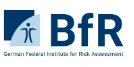 BfR
German Federal Institute for Risk Assessment